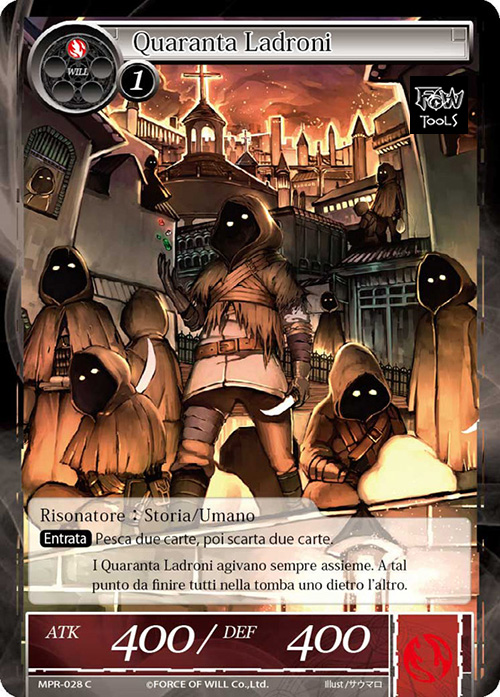 Quaranta Ladroni
WILL
1
FOW
TOOLS
Risonatore : Storia/Umano
Entrata Pesca due carte, poi scarta due carte.
I Quaranta Ladroni agivano sempre assieme. A tal
punto da finire tutti nella tomba uno dietro l'altro.
ATK 400 / DEF 400
MPR-028 C ©FORCE OF WILL Co.,Ltd. Illust/サウマロ